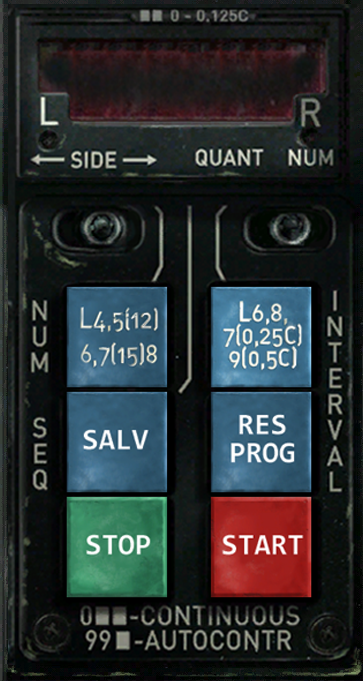 ■■ 0 - 0,125C
L R
← SIDE → QUANT NUM
NUM
SEQ
L4,5(12)
6,7(15)8
L6,8,
7(0,25C)
9(0,5C)
INTERVAL
SALV
RES
PROG
STOP
START
0■■-CONTINUOUS
99■-AUTOCONTR